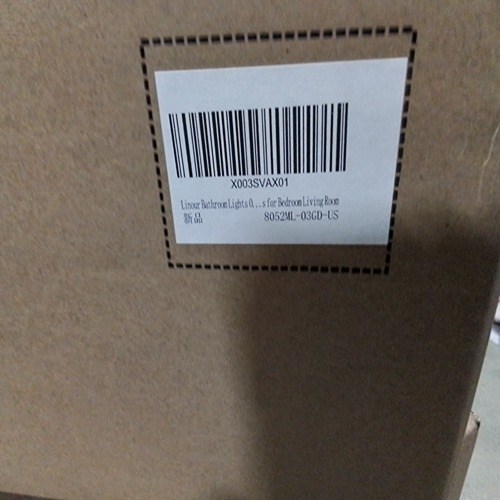 X003SVAX01
Linour Bathroom Lights O...s for Bedroom Living Room
新品 8052ML-03GD-US